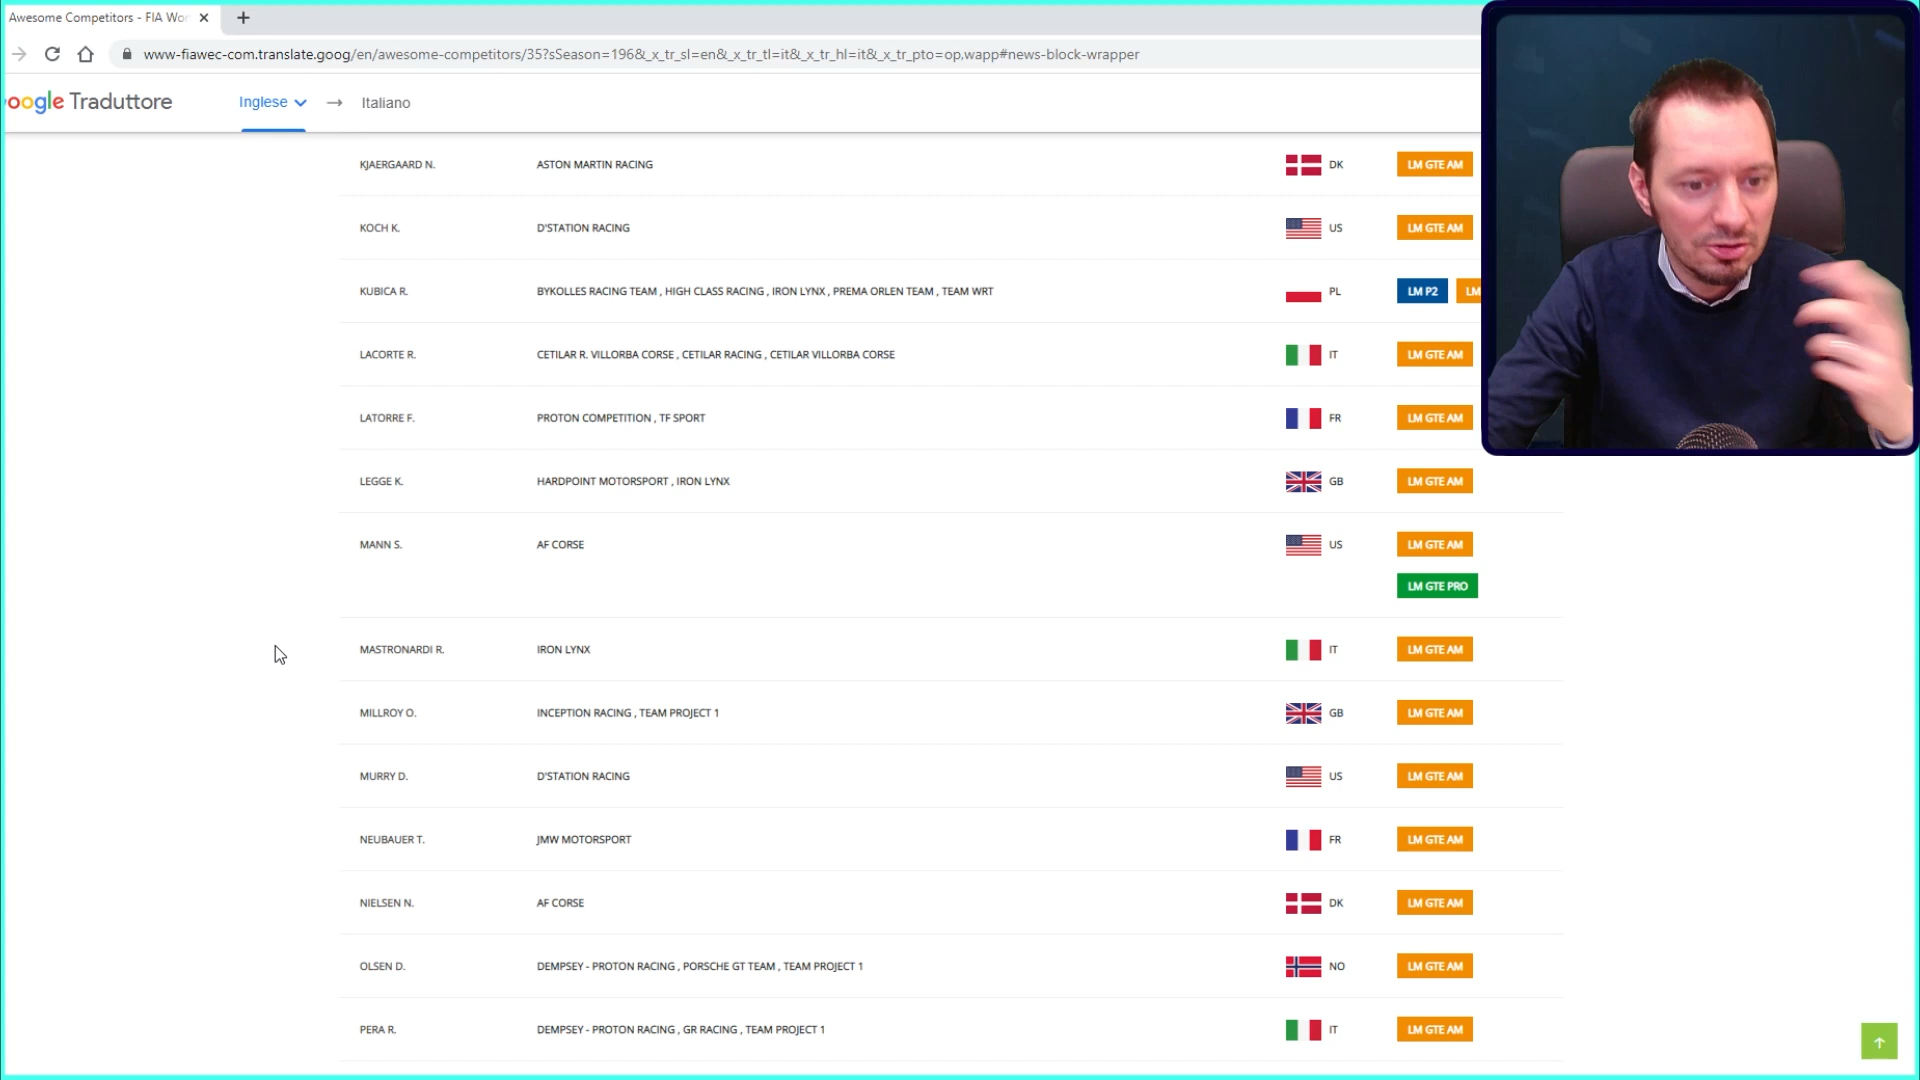 Awesome Competitors - FIA Wor
www-fiawec-com.translate.goog/en/awesome-competitors/35?sSeason=196&_x_tr_sl=en&_x_tr_tl=it&_x_tr_hl=it&_x_tr_pto=op,wapp#news-block-wrapper
oogle Traduttore Inglese → Italiano
KJAERGAARD N. ASTON MARTIN RACING DK LM GTE AM
KOCH K. D'STATION RACING US LM GTE AM
KUBICA R. BYKOLLES RACING TEAM , HIGH CLASS RACING , IRON LYNX , PREMA ORLEN TEAM , TEAM WRT PL LM P2 LM
LACORTE R. CETILAR R. VILLORBA CORSE , CETILAR RACING , CETILAR VILLORBA CORSE IT LM GTE AM
LATORRE F. PROTON COMPETITION , TF SPORT FR LM GTE AM
LEGGE K. HARDPOINT MOTORSPORT , IRON LYNX GB LM GTE AM
MANN S. AF CORSE US LM GTE AM
LM GTE PRO
MASTRONARDI R. IRON LYNX IT LM GTE AM
MILLROY O. INCEPTION RACING , TEAM PROJECT 1 GB LM GTE AM
MURRY D. D'STATION RACING US LM GTE AM
NEUBAUER T. JMW MOTORSPORT FR LM GTE AM
NIELSEN N. AF CORSE DK LM GTE AM
OLSEN D. DEMPSEY - PROTON RACING , PORSCHE GT TEAM , TEAM PROJECT 1 NO LM GTE AM
PERA R. DEMPSEY - PROTON RACING , GR RACING , TEAM PROJECT 1 IT LM GTE AM